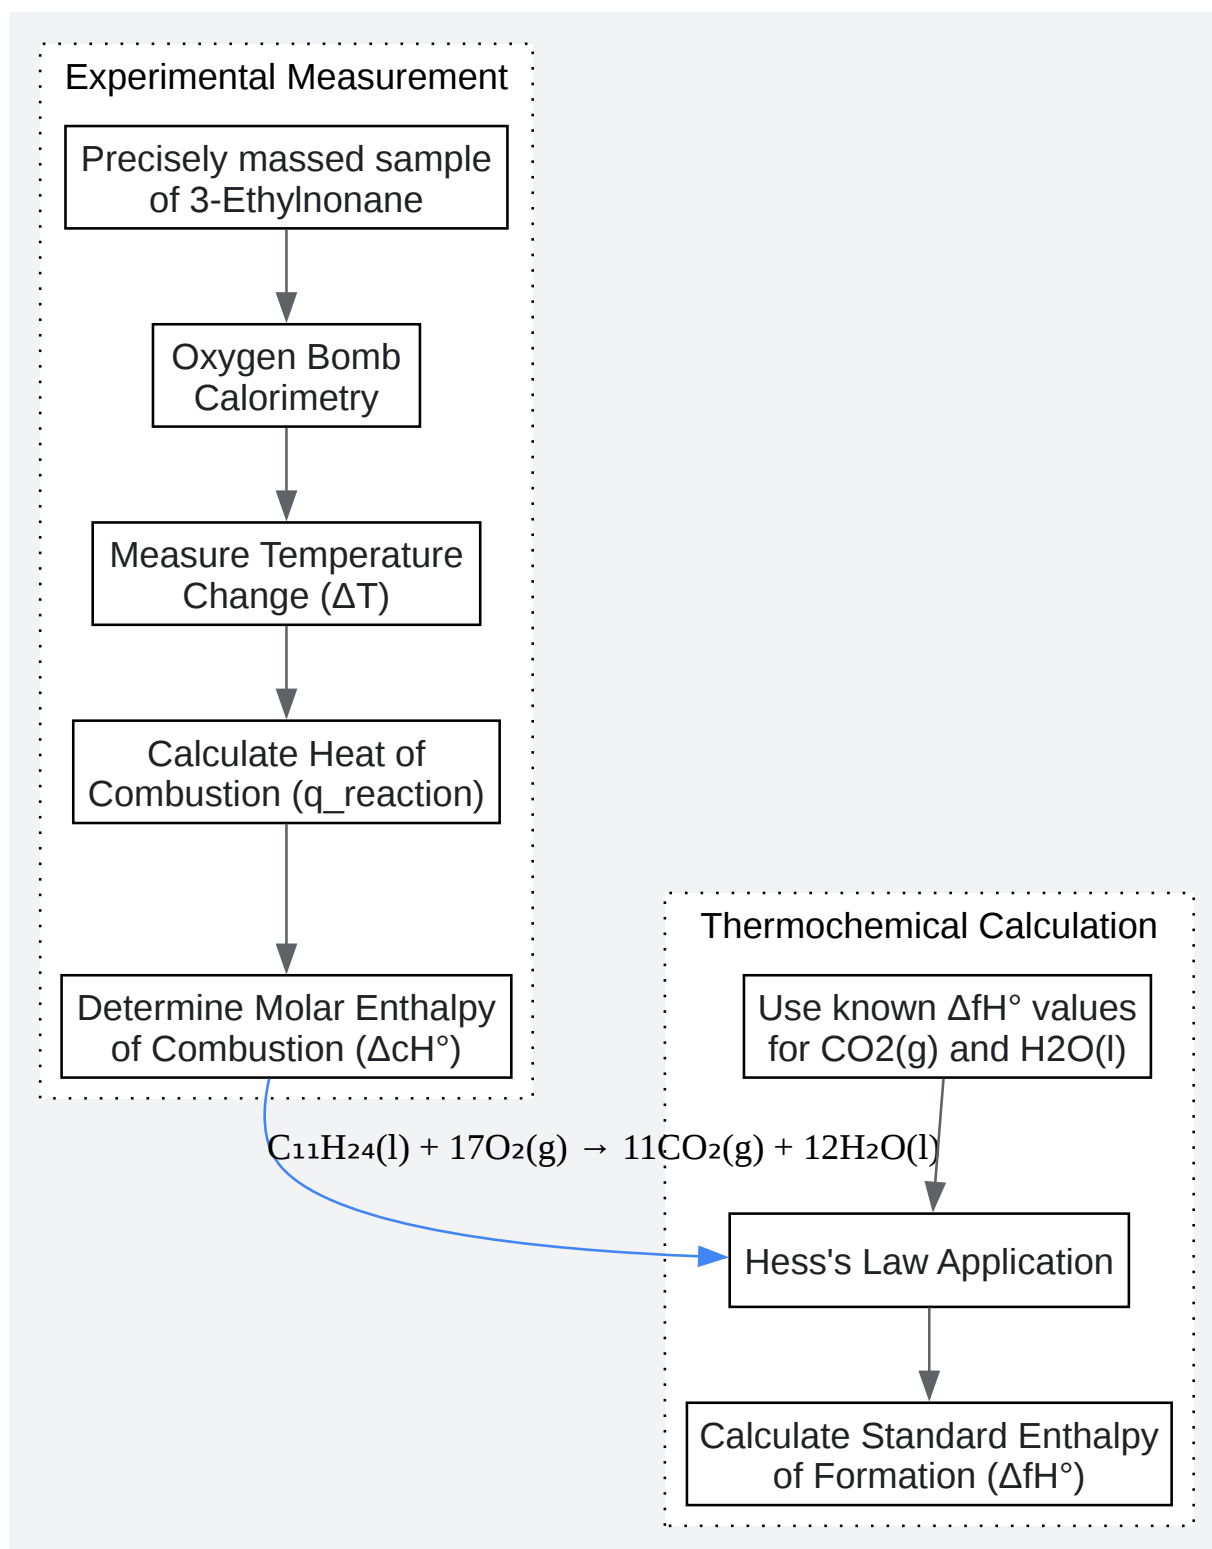 Experimental Measurement
Precisely massed sample
of 3-Ethylnonane
Oxygen Bomb
Calorimetry
Measure Temperature
Change (ΔT)
Calculate Heat of
Combustion (q_reaction)
Determine Molar Enthalpy
of Combustion (ΔcH°)
Thermochemical Calculation
Use known ΔfH° values
for CO2(g) and H2O(l)
C₁₁H₂₄(l) + 17O₂(g) → 11CO₂(g) + 12H₂O(l)
Hess's Law Application
Calculate Standard Enthalpy
of Formation (ΔfH°)